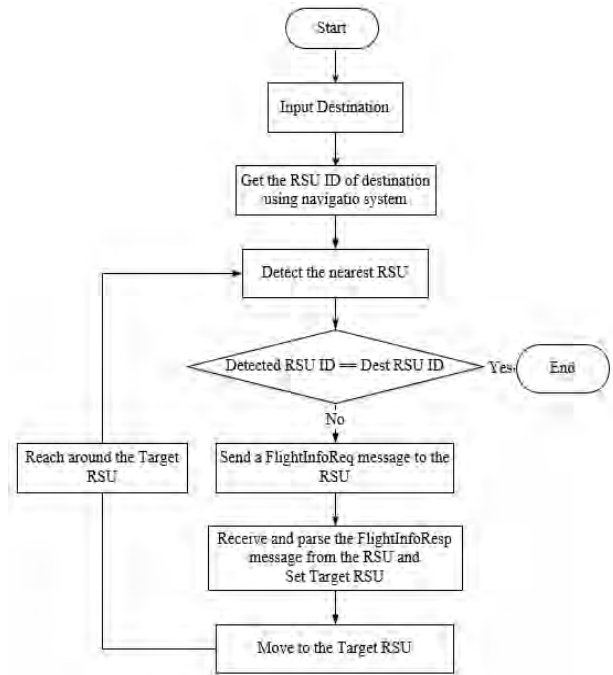 Start
Input Destination
Get the RSU ID of destination
using navigatio system
Detect the nearest RSU
Detected RSU ID == Dest RSU ID
Yes
End
No
Send a FlightInfoReq message to the
RSU
Reach around the Target
RSU
Receive and parse the FlightInfoResp
message from the RSU and
Set Target RSU
Move to the Target RSU